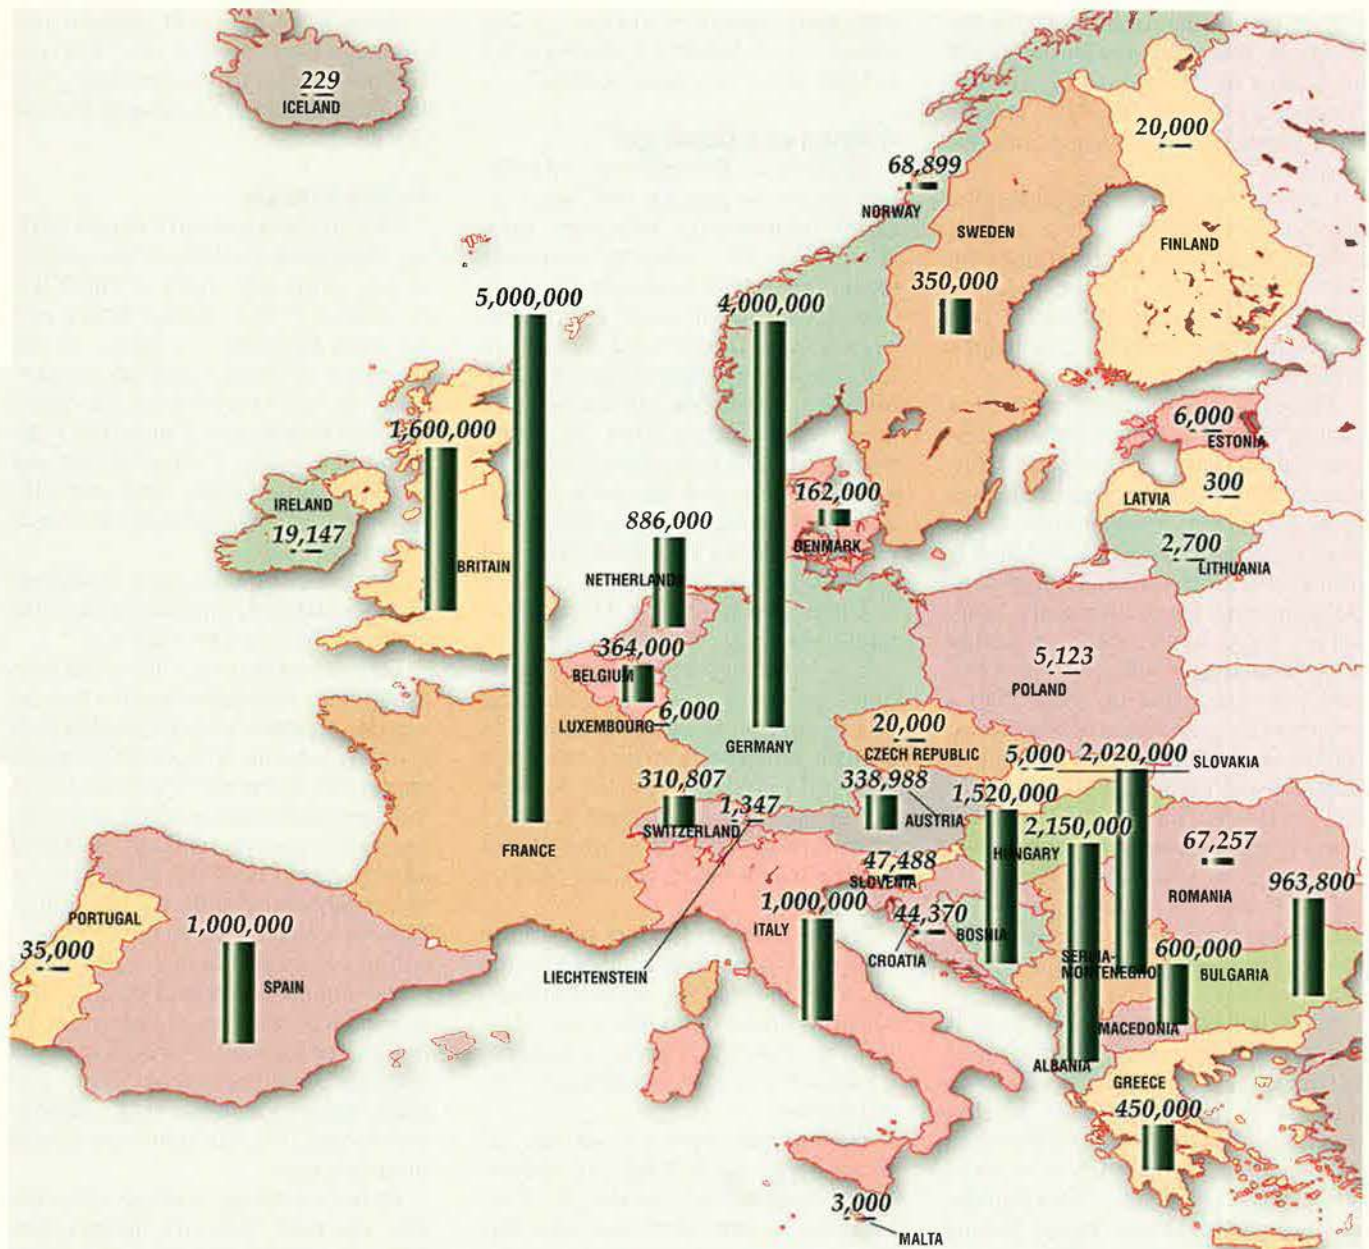 229
ICELAND
20,000
FINLAND
68,899
NORWAY
SWEDEN
350,000
5,000,000
FRANCE
4,000,000
GERMANY
1,600,000
BRITAIN
IRELAND
19,147
6,000
ESTONIA
300
LATVIA
2,700
LITHUANIA
162,000
DENMARK
886,000
NETHERLANDS
364,000
BELGIUM
6,000
LUXEMBOURG
5,123
POLAND
20,000
CZECH REPUBLIC
5,000
SLOVAKIA
2,020,000
SERBIA-
MONTENEGRO
310,807
SWITZERLAND
1,347
LIECHTENSTEIN
338,988
AUSTRIA
1,520,000
HUNGARY
BOSNIA
2,150,000
ALBANIA
67,257
ROMANIA
47,488
SLOVENIA
44,370
CROATIA
963,800
BULGARIA
600,000
MACEDONIA
1,000,000
ITALY
PORTUGAL
35,000
1,000,000
SPAIN
GREECE
450,000
3,000
MALTA